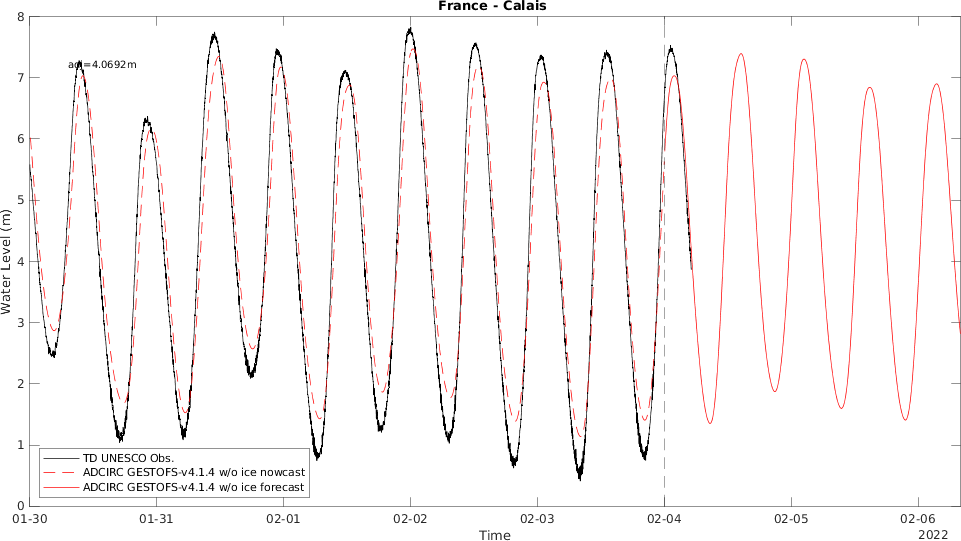 France - Calais
8
7
6
5
4
3
2
1
0
Water Level (m)
=4.0692m
TD UNESCO Obs.
ADCIRC GESTOFS-v4.1.4 w/o ice nowcast
ADCIRC GESTOFS-v4.1.4 w/o ice forecast
01-30 01-31 02-01 02-02 02-03 02-04 02-05 02-06
Time
2022